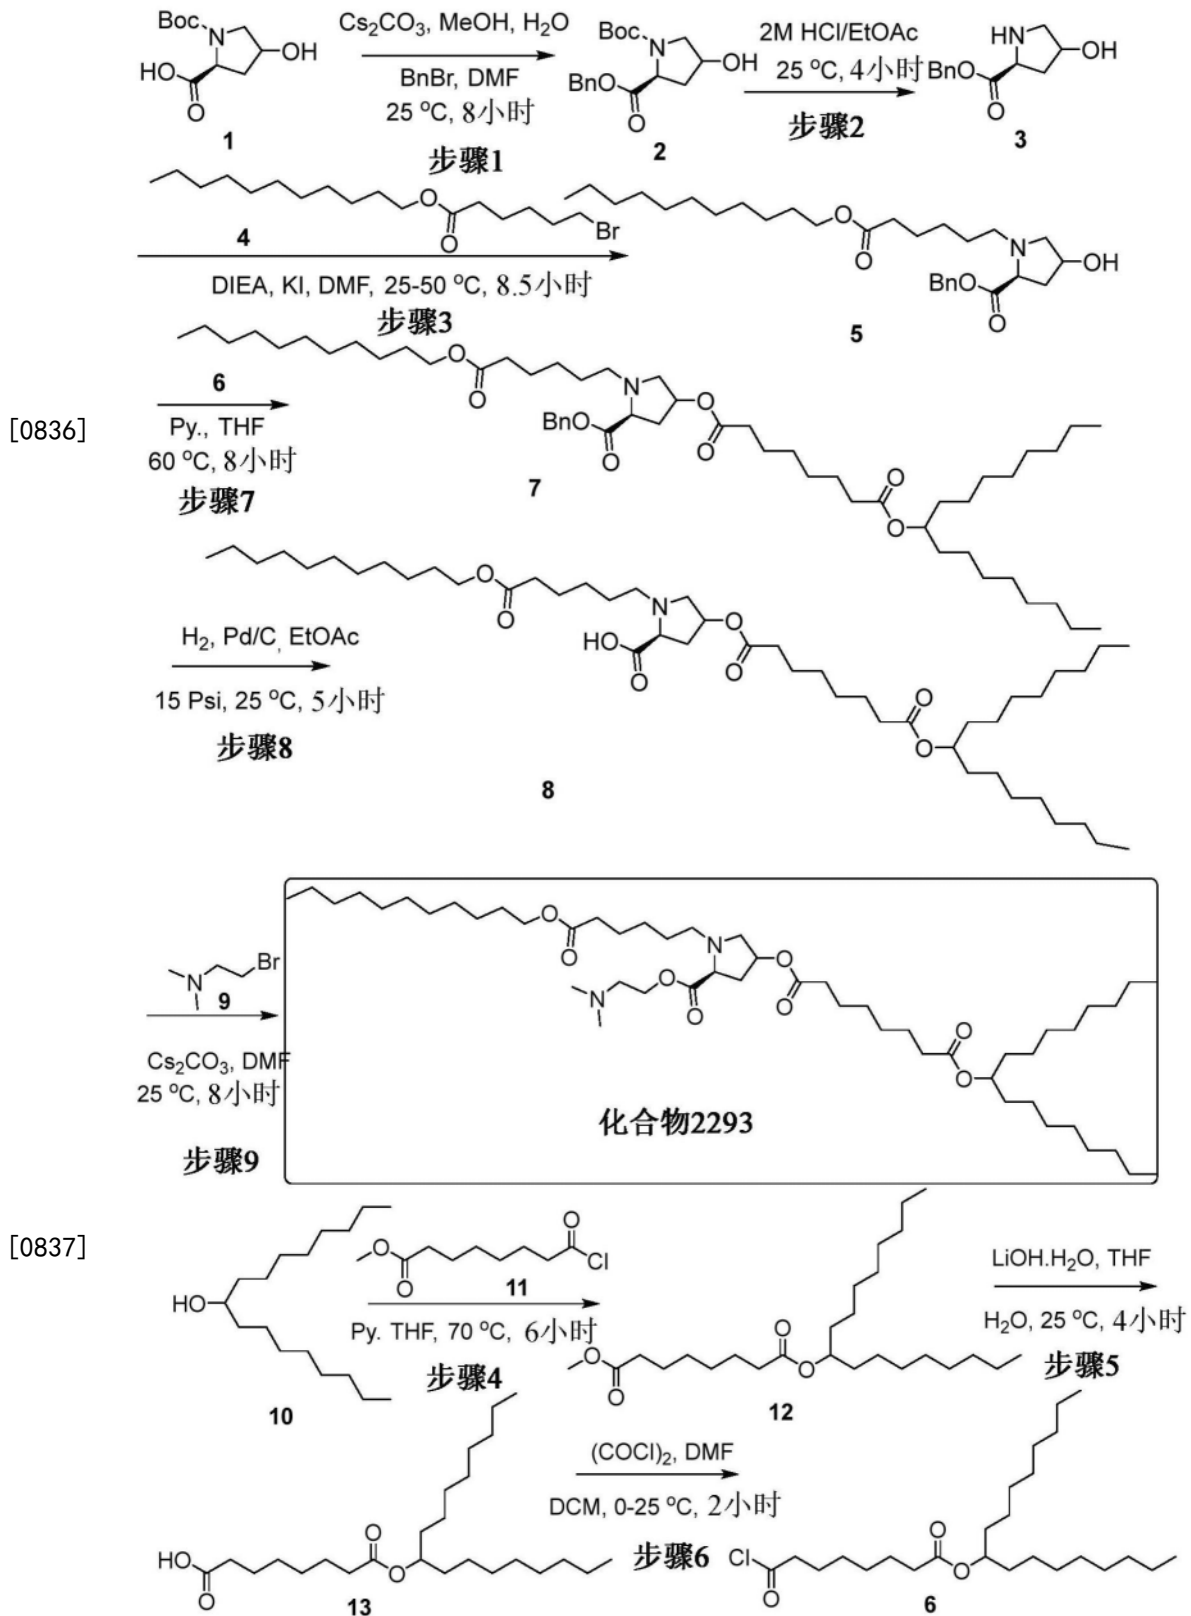 Boc
N
OH
HO
O
1
Cs₂CO₃, MeOH, H₂O
BnBr, DMF
25 °C, 8小时
步骤1
Boc
N
OH
BnO
O
2
2M HCl/EtOAc
25 °C, 4小时
步骤2
HN
OH
BnO
O
3
O
O
Br
4
DIEA, KI, DMF, 25-50 °C, 8.5小时
步骤3
O
O
N
OH
BnO
O
5
[0836]
6
Py., THF
60 °C, 8小时
步骤7
O
O
N
O
BnO
O
O
O
O
7
H₂, Pd/C, EtOAc
15 Psi, 25 °C, 5小时
步骤8
O
O
N
O
HO
O
O
O
O
8
Br
N
9
Cs₂CO₃, DMF
25 °C, 8小时
步骤9
O
O
N
O
N
O
O
O
O
O
化合物2293
[0837]
HO
10
O
O
O
Cl
11
Py. THF, 70 °C, 6小时
步骤4
O
O
O
O
12
LiOH.H₂O, THF
H₂O, 25 °C, 4小时
步骤5
HO
O
O
O
13
(COCl)₂, DMF
DCM, 0-25 °C, 2小时
步骤6
Cl
O
O
O
6